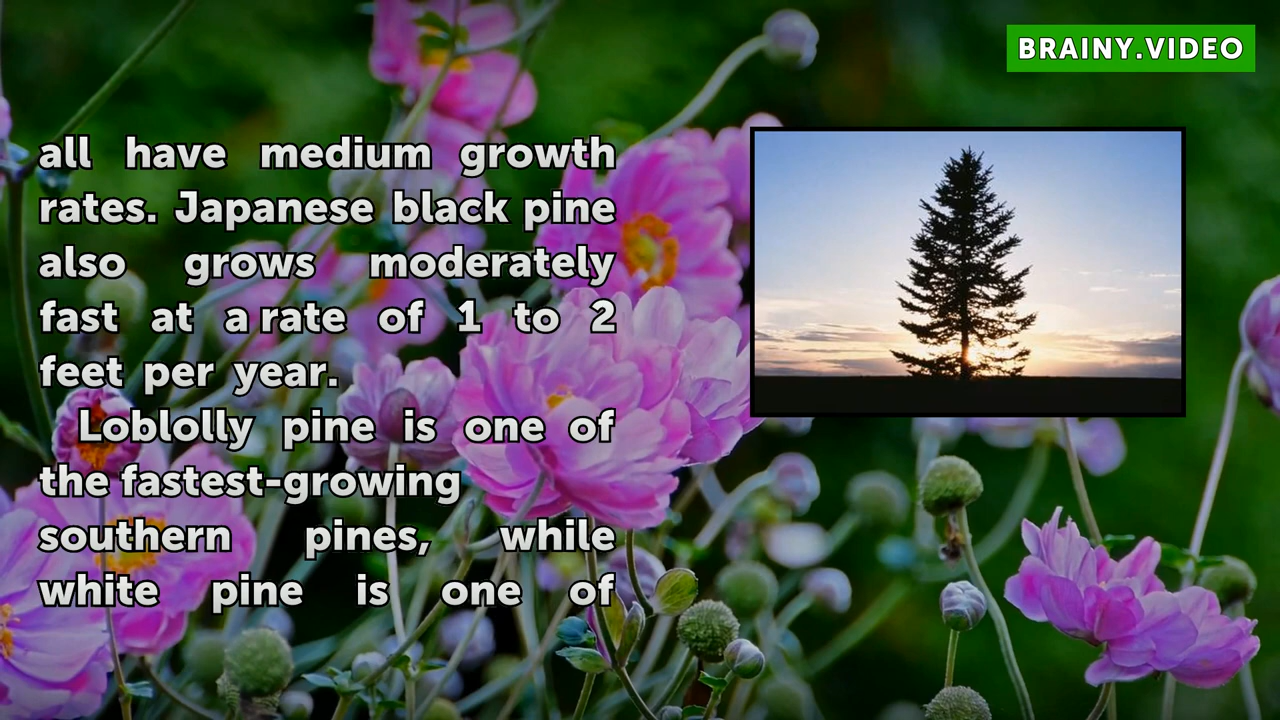 BRAINY.VIDEO
all have medium growth
rates. Japanese black pine
also grows moderately
fast at a rate of 1 to 2
feet per year.
Loblolly pine is one of
the fastest-growing
southern pines, while
white pine is one of